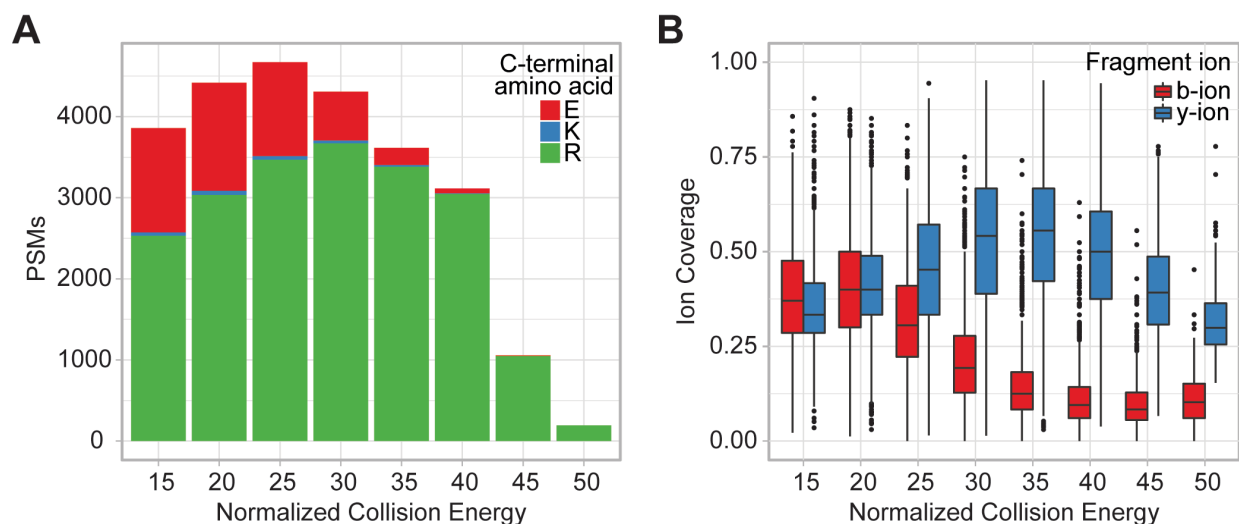 A
C-terminal
amino acid
E
K
R
PSMs
4000
3000
2000
1000
0
15 20 25 30 35 40 45 50
Normalized Collision Energy
B
Fragment ion
b-ion
y-ion
Ion Coverage
1.00
0.75
0.50
0.25
0.00
15 20 25 30 35 40 45 50
Normalized Collision Energy